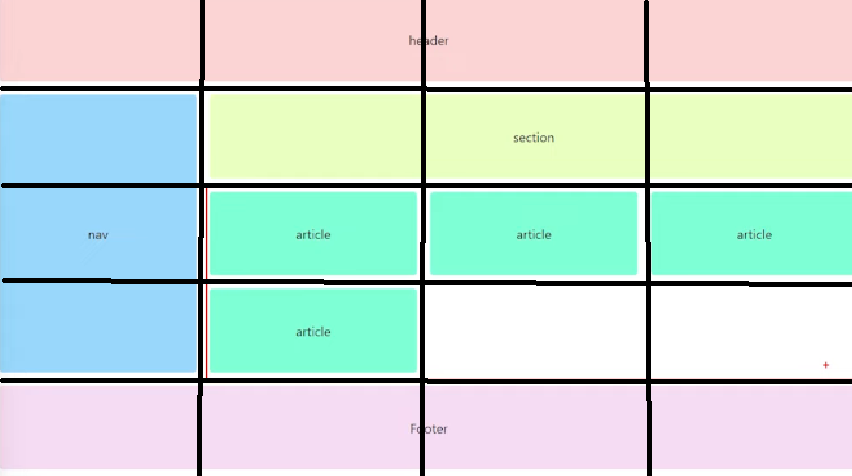 header
section
nav
article
article
article
article
Footer